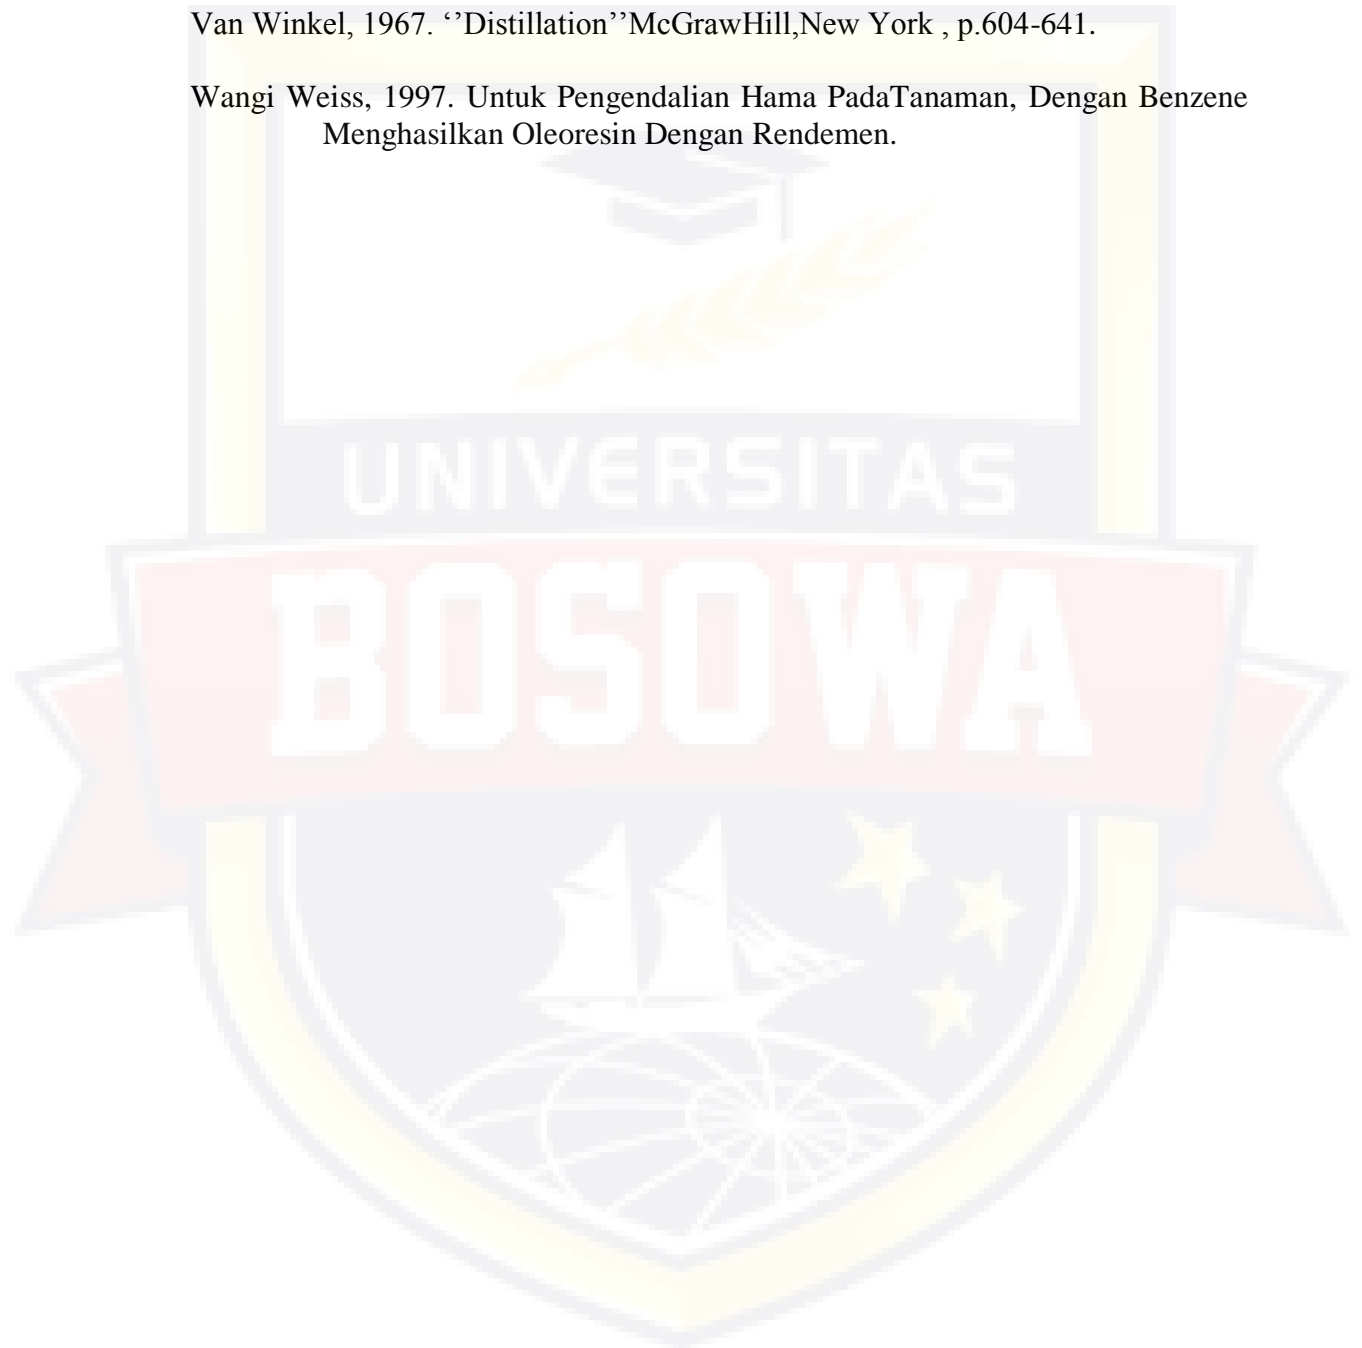 Van Winkel, 1967. ‘’Distillation’’McGrawHill,New York , p.604-641.
Wangi Weiss, 1997. Untuk Pengendalian Hama PadaTanaman, Dengan Benzene
Menghasilkan Oleoresin Dengan Rendemen.
UNIVERSITAS
BOSOWA